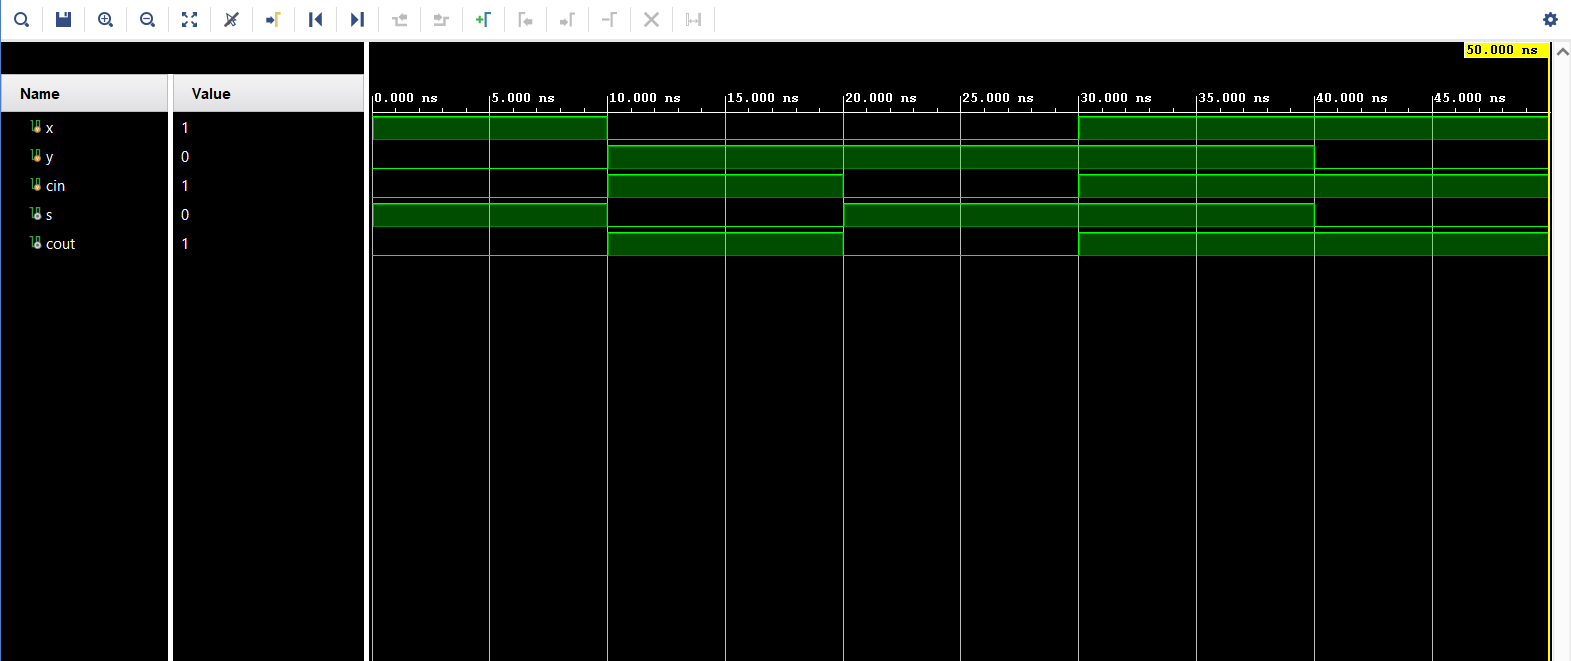 50.000 ns
Name Value
0.000 ns 5.000 ns 10.000 ns 15.000 ns 20.000 ns 25.000 ns 30.000 ns 35.000 ns 40.000 ns 45.000 ns
x 1
y 0
cin 1
s 0
cout 1